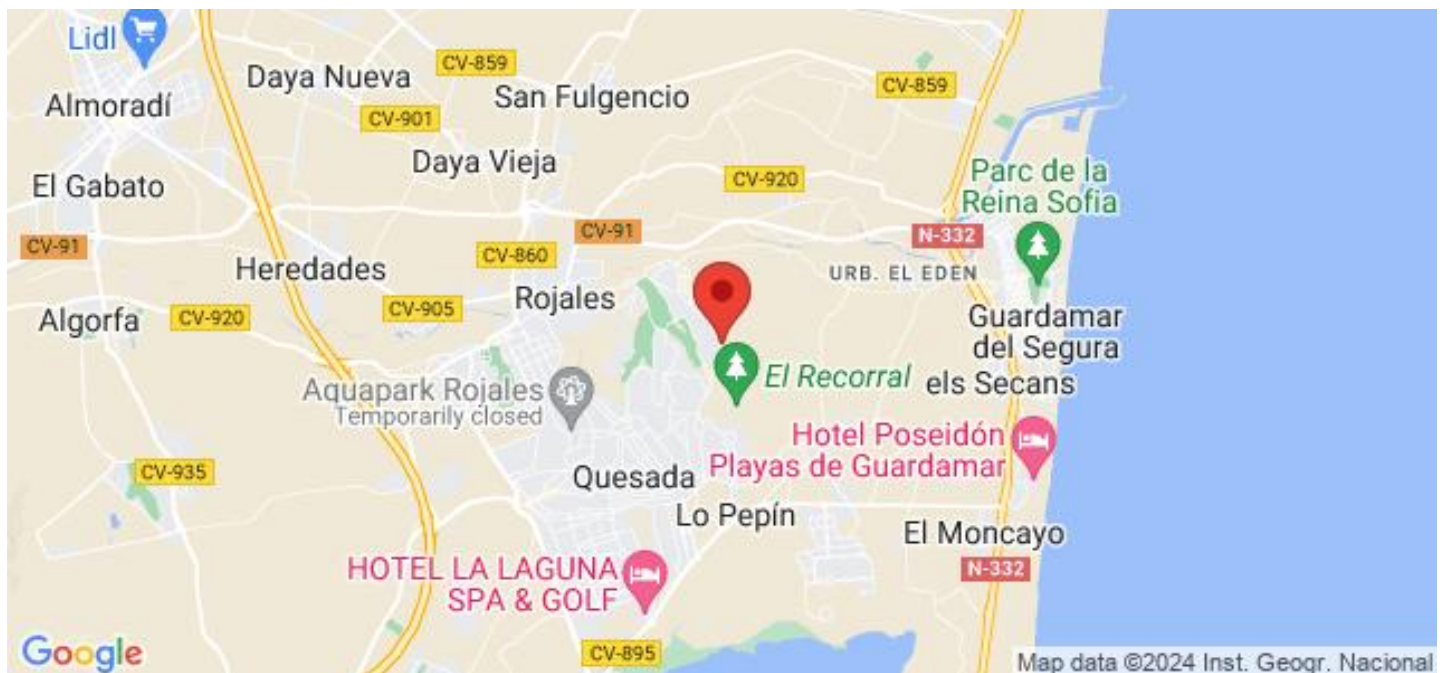 Lidl
Daya Nueva
CV-859
San Fulgencio
CV-859
Almoradí
CV-901
Daya Vieja
El Gabato
CV-920
Parc de la
Reina Sofia
CV-91
CV-860
CV-91
N-332
Heredades
URB. EL EDEN
Rojales
Algorfa
CV-920
CV-905
Guardamar
del Segura
Aquapark Rojales
Temporarily closed
El Recorral
els Secans
Hotel Poseidón
Playas de Guardamar
CV-935
Quesada
Lo Pepín
El Moncayo
HOTEL LA LAGUNA
SPA & GOLF
N-332
Google
CV-895
Map data ©2024 Inst. Geogr. Nacional